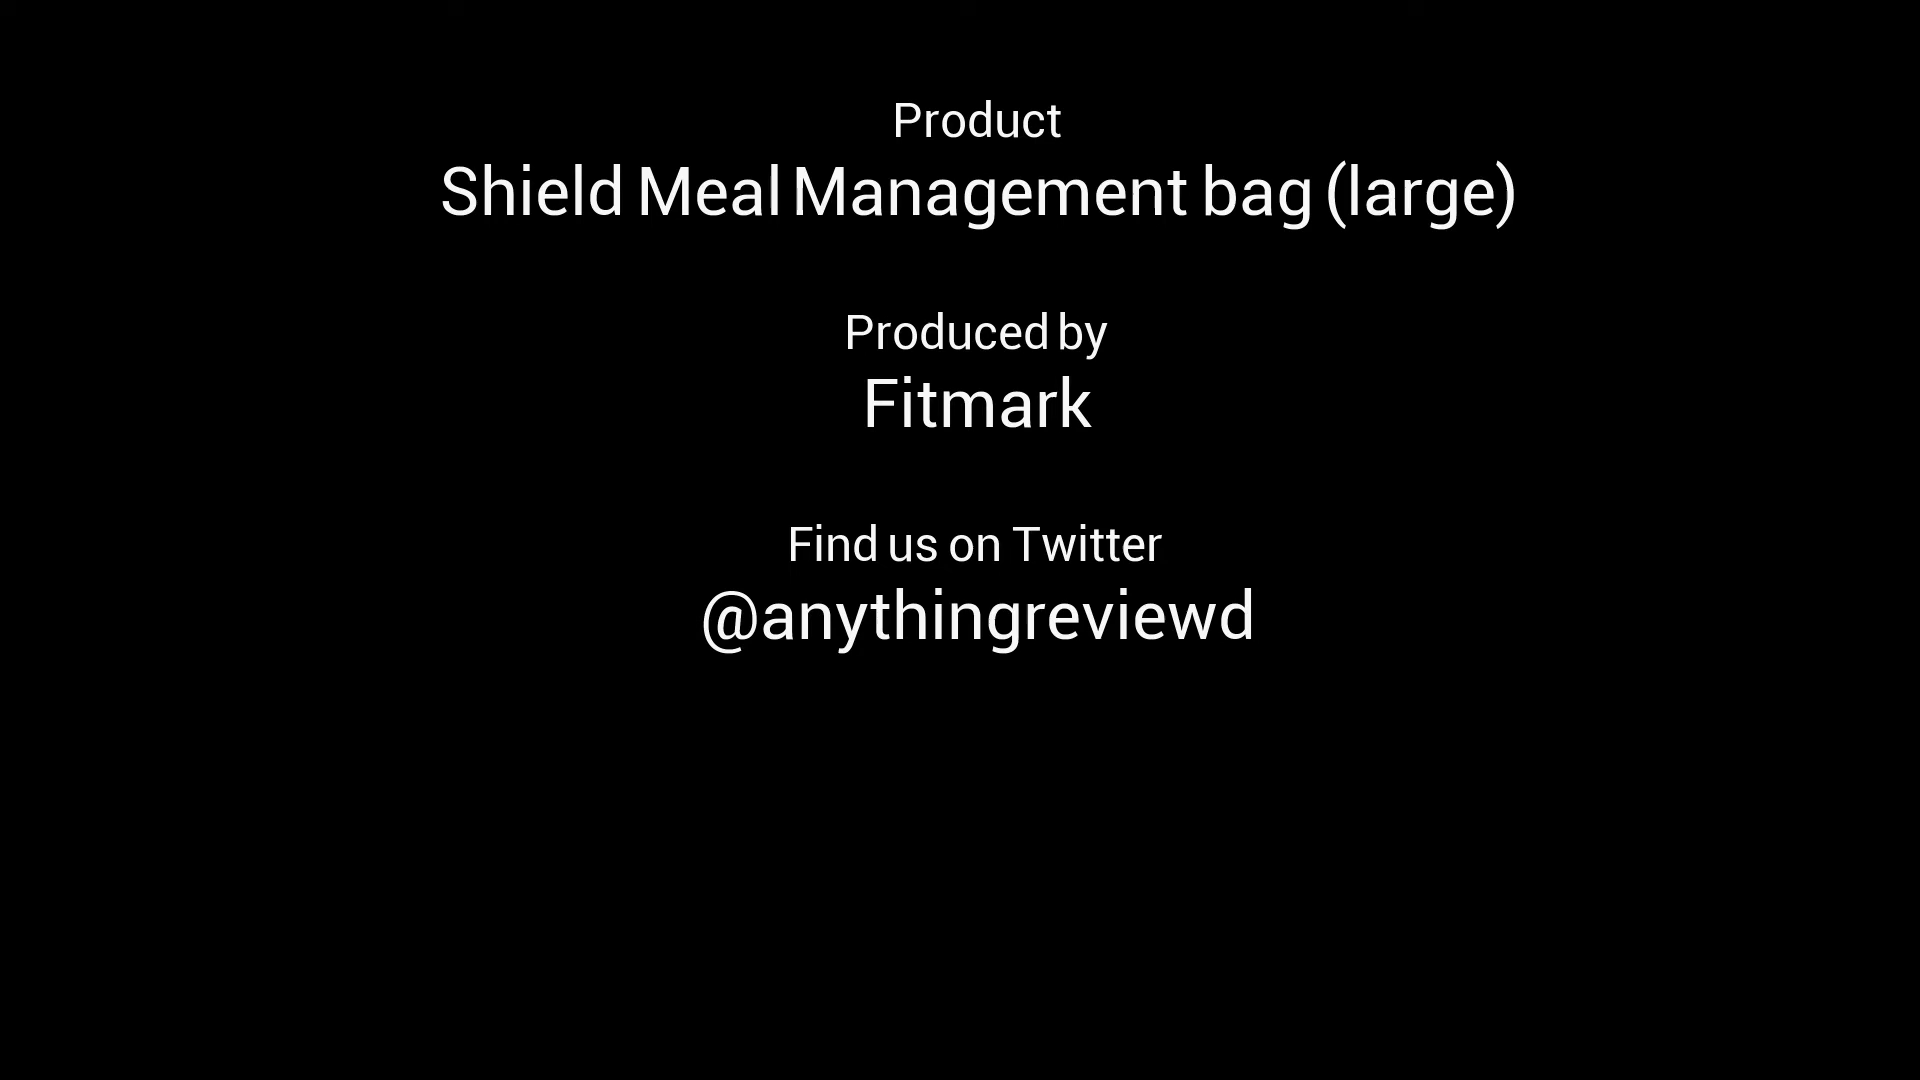 Product
Shield Meal Management bag (large)
Produced by
Fitmark
Find us on Twitter
@anythingreviewd